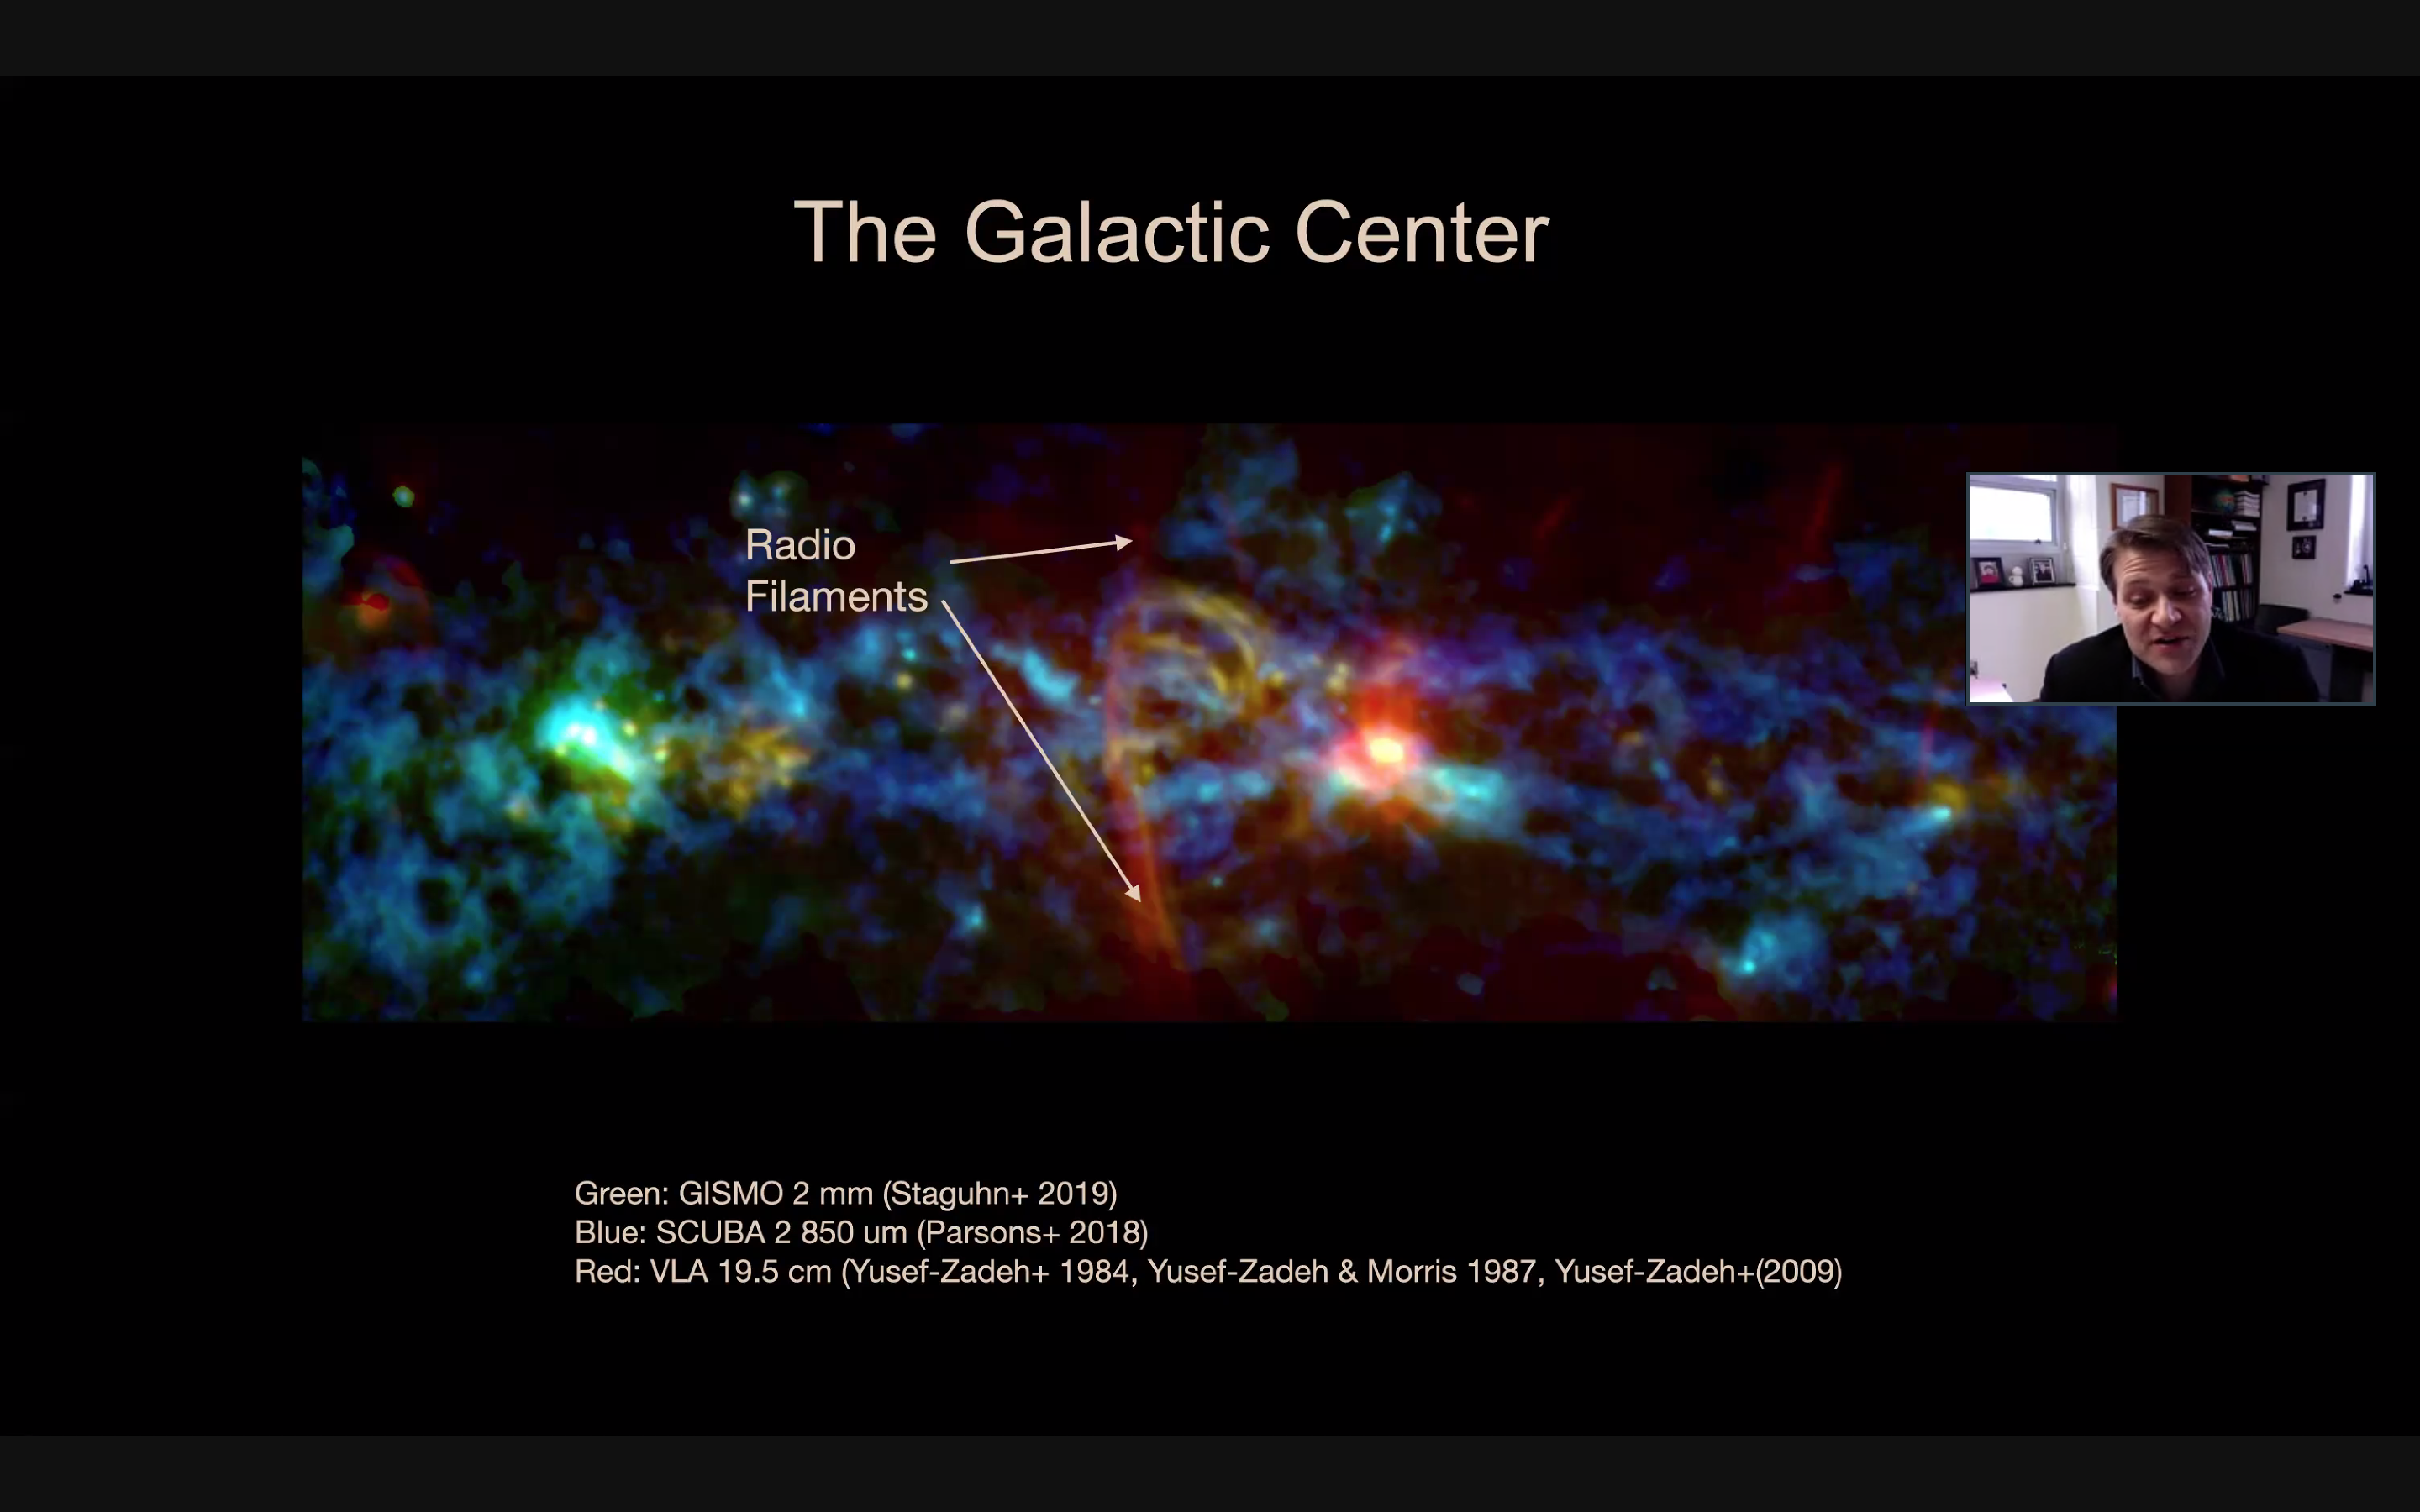 The Galactic Center
Radio
Filaments
Green: GISMO 2 mm (Staguhn+ 2019)
Blue: SCUBA 2 850 um (Parsons+ 2018)
Red: VLA 19.5 cm (Yusef-Zadeh+ 1984, Yusef-Zadeh & Morris 1987, Yusef-Zadeh+(2009)